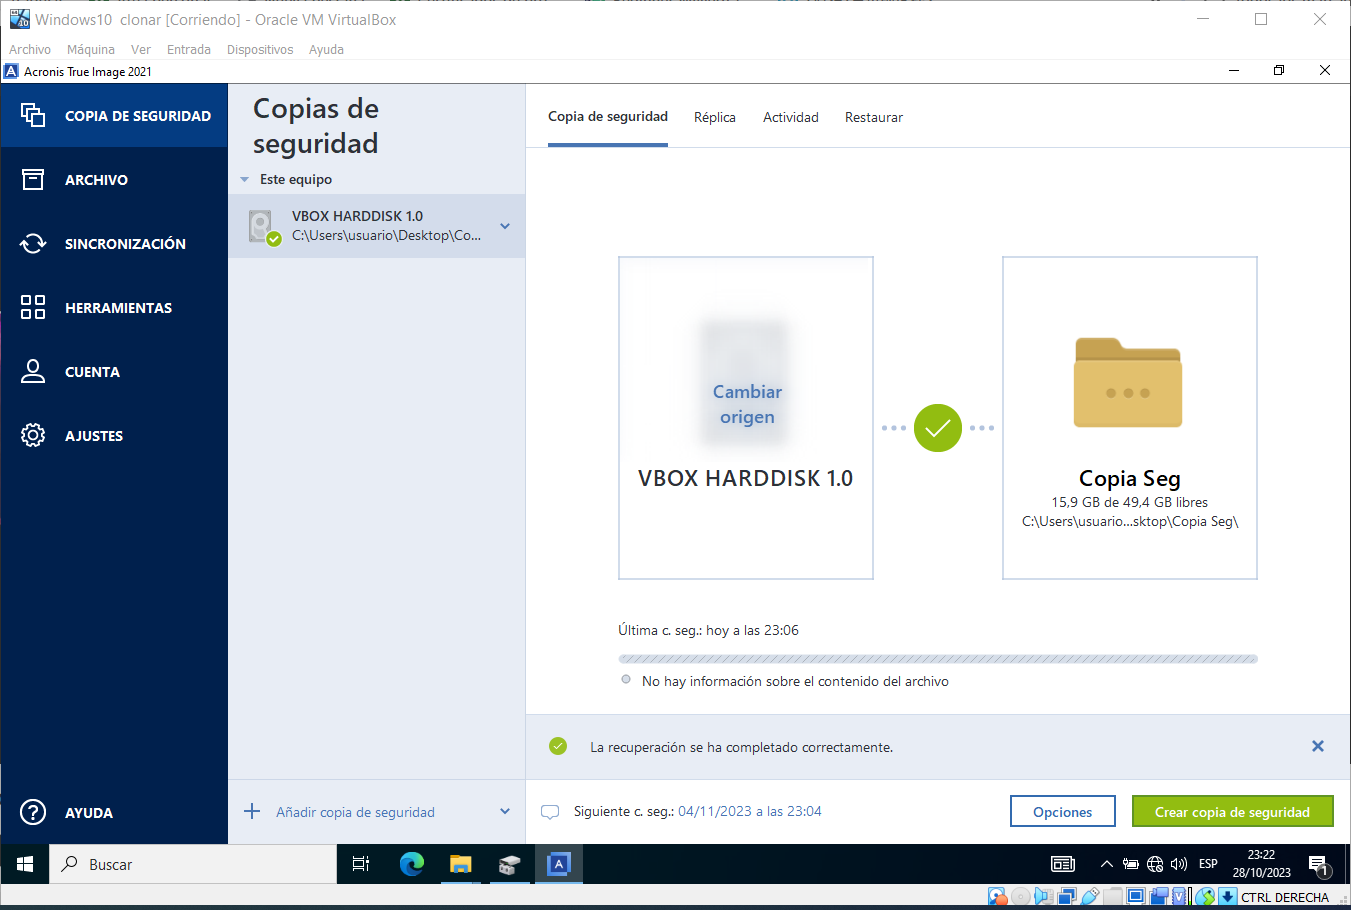 Windows10 clonar [Corriendo] - Oracle VM VirtualBox
Archivo Máquina Ver Entrada Dispositivos Ayuda
Acronis True Image 2021
COPIA DE SEGURIDAD
ARCHIVO
SINCRONIZACIÓN
HERRAMIENTAS
CUENTA
AJUSTES
AYUDA
Copias de
seguridad
Este equipo
VBOX HARDDISK 1.0
C:\Users\usuario\Desktop\Co...
Añadir copia de seguridad
Copia de seguridad Réplica Actividad Restaurar
Cambiar
origen
VBOX HARDDISK 1.0
Copia Seg
15,9 GB de 49,4 GB libres
C:\Users\usuario...sktop\Copia Seg\
Última c. seg.: hoy a las 23:06
No hay información sobre el contenido del archivo
La recuperación se ha completado correctamente.
Siguiente c. seg.: 04/11/2023 a las 23:04
Opciones
Crear copia de seguridad
Buscar
ESP
23:22
28/10/2023
1
CTRL DERECHA